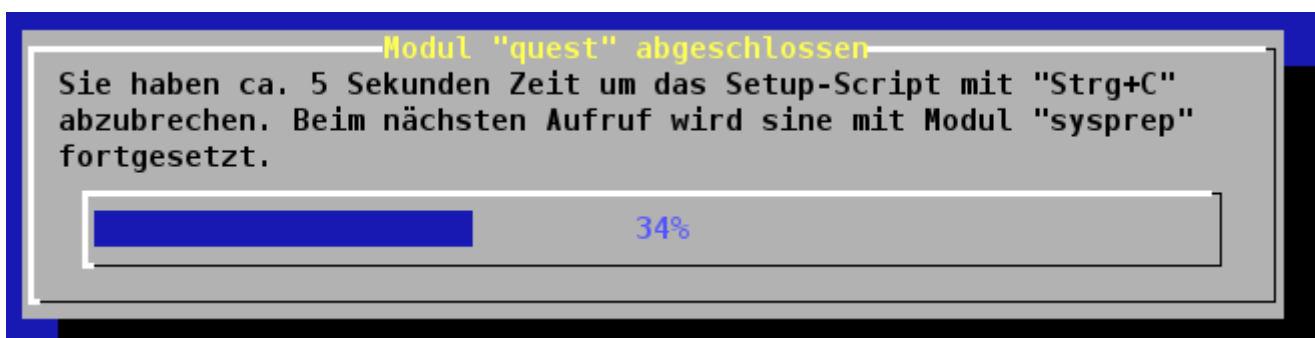 Modul "quest" abgeschlossen
Sie haben ca. 5 Sekunden Zeit um das Setup-Script mit "Strg+C"
abzubrechen. Beim nächsten Aufruf wird sine mit Modul "sysprep"
fortgesetzt.
34%